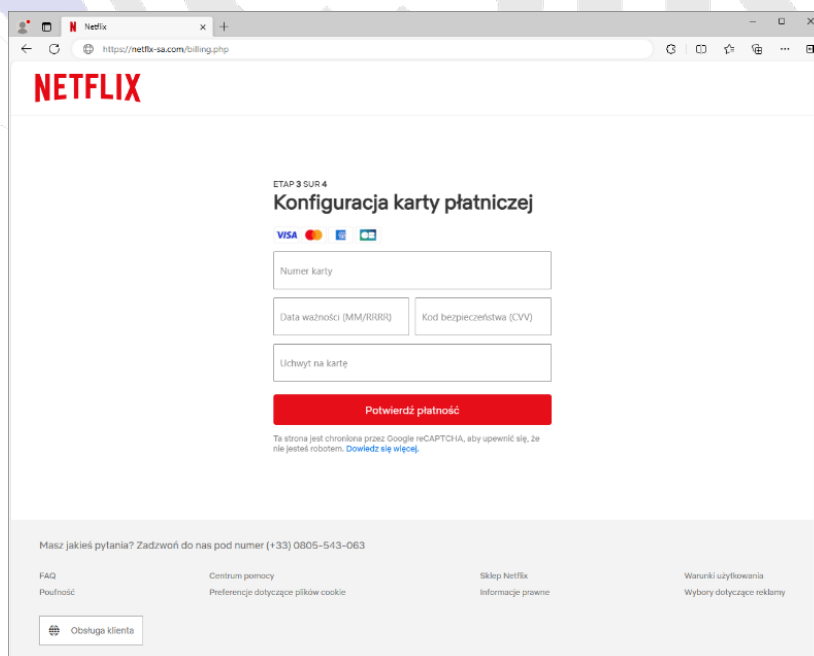 Netflix
https://netflx-sa.com/billing.php
NETFLIX
ETAP 3 SUR 4
Konfiguracja karty płatniczej
VISA
Numer karty
Data ważności (MM/RRRR) Kod bezpieczeństwa (CVV)
Uchwyt na kartę
Potwierdź płatność
Ta strona jest chroniona przez Google reCAPTCHA, aby upewnić się, że
nie jesteś robotem. Dowiedz się więcej.
Masz jakieś pytania? Zadzwoń do nas pod numer (+33) 0805-543-063
FAQ Centrum pomocy Sklep Netflix Warunki użytkowania
Poufność Preferencje dotyczące plików cookie Informacje prawne Wybory dotyczące reklamy
Obsługa klienta